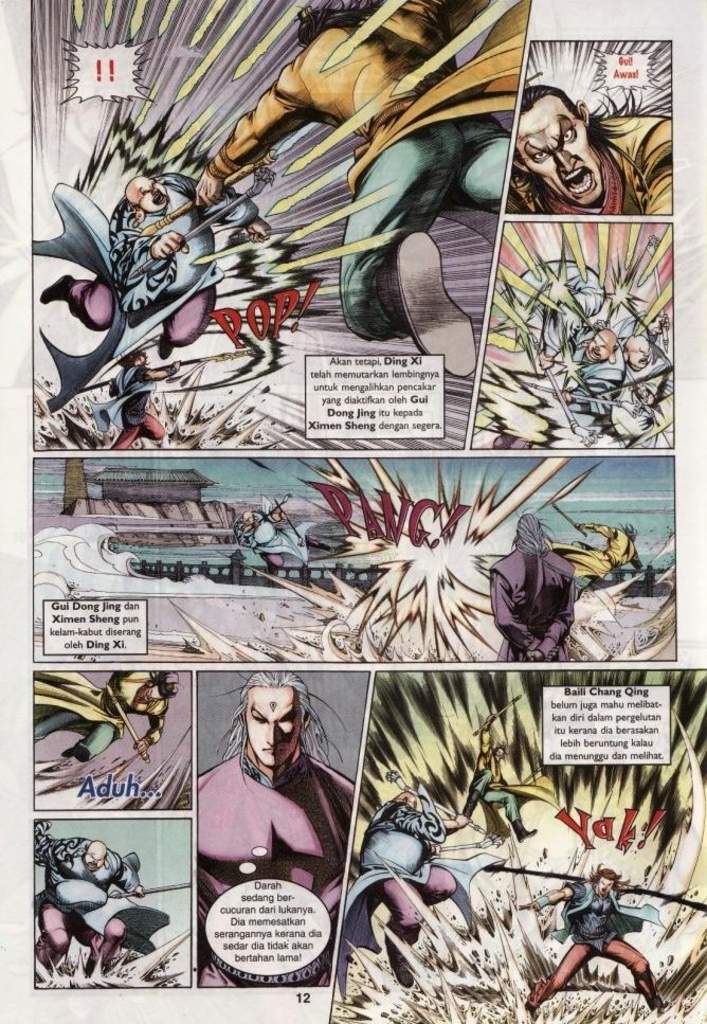 !!
Gui!
Awas!
POP!
Akan tetapi, Ding Xi
telah memutarkan lembingnya
untuk mengalihkan pencakar
yang diaktifkan oleh Gui
Dong Jing itu kepada
Ximen Sheng dengan segera.
PANG!
Gui Dong Jing dan
Ximen Sheng pun
kelam-kabut diserang
oleh Ding Xi.
Aduh...
Darah
sedang ber-
cucuran dari lukanya.
Dia memperketat
serangannya kerana dia
sedar dia tidak akan
bertahan lama!
Baili Chang Qing
belum juga mahu melibat-
kan diri dalam pergelutan
itu kerana dia berasakan
lebih beruntung kalau
dia menunggu dan melihat.
YAK!
12